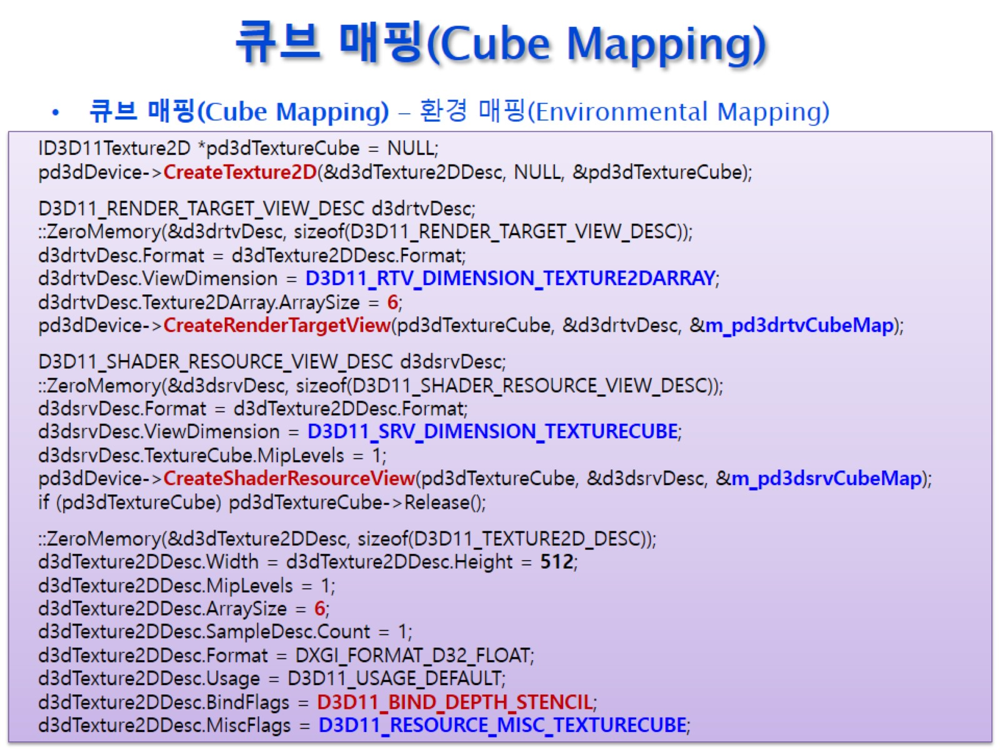 큐브 매핑(Cube Mapping)
• 큐브 매핑(Cube Mapping) – 환경 매핑(Environmental Mapping)
ID3D11Texture2D *pd3dTextureCube = NULL;
pd3dDevice->CreateTexture2D(&d3dTexture2DDesc, NULL, &pd3dTextureCube);
D3D11_RENDER_TARGET_VIEW_DESC d3drtvDesc;
::ZeroMemory(&d3drtvDesc, sizeof(D3D11_RENDER_TARGET_VIEW_DESC));
d3drtvDesc.Format = d3dTexture2DDesc.Format;
d3drtvDesc.ViewDimension = D3D11_RTV_DIMENSION_TEXTURE2DARRAY;
d3drtvDesc.Texture2DArray.ArraySize = 6;
pd3dDevice->CreateRenderTargetView(pd3dTextureCube, &d3drtvDesc, &m_pd3drtvCubeMap);
D3D11_SHADER_RESOURCE_VIEW_DESC d3dsrvDesc;
::ZeroMemory(&d3dsrvDesc, sizeof(D3D11_SHADER_RESOURCE_VIEW_DESC));
d3dsrvDesc.Format = d3dTexture2DDesc.Format;
d3dsrvDesc.ViewDimension = D3D11_SRV_DIMENSION_TEXTURECUBE;
d3dsrvDesc.TextureCube.MipLevels = 1;
pd3dDevice->CreateShaderResourceView(pd3dTextureCube, &d3dsrvDesc, &m_pd3dsrvCubeMap);
if (pd3dTextureCube) pd3dTextureCube->Release();
::ZeroMemory(&d3dTexture2DDesc, sizeof(D3D11_TEXTURE2D_DESC));
d3dTexture2DDesc.Width = d3dTexture2DDesc.Height = 512;
d3dTexture2DDesc.MipLevels = 1;
d3dTexture2DDesc.ArraySize = 6;
d3dTexture2DDesc.SampleDesc.Count = 1;
d3dTexture2DDesc.Format = DXGI_FORMAT_D32_FLOAT;
d3dTexture2DDesc.Usage = D3D11_USAGE_DEFAULT;
d3dTexture2DDesc.BindFlags = D3D11_BIND_DEPTH_STENCIL;
d3dTexture2DDesc.MiscFlags = D3D11_RESOURCE_MISC_TEXTURECUBE;